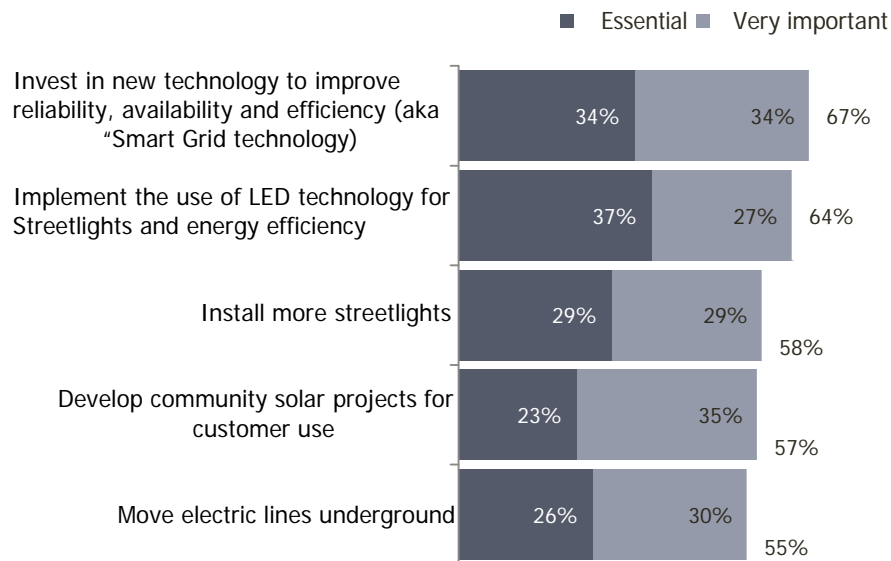 Essential Very important
Invest in new technology to improve
reliability, availability and efficiency (aka
“Smart Grid technology)
34% 34% 67%
Implement the use of LED technology for
Streetlights and energy efficiency
37% 27% 64%
Install more streetlights
29% 29% 58%
Develop community solar projects for
customer use
23% 35% 57%
Move electric lines underground
26% 30% 55%